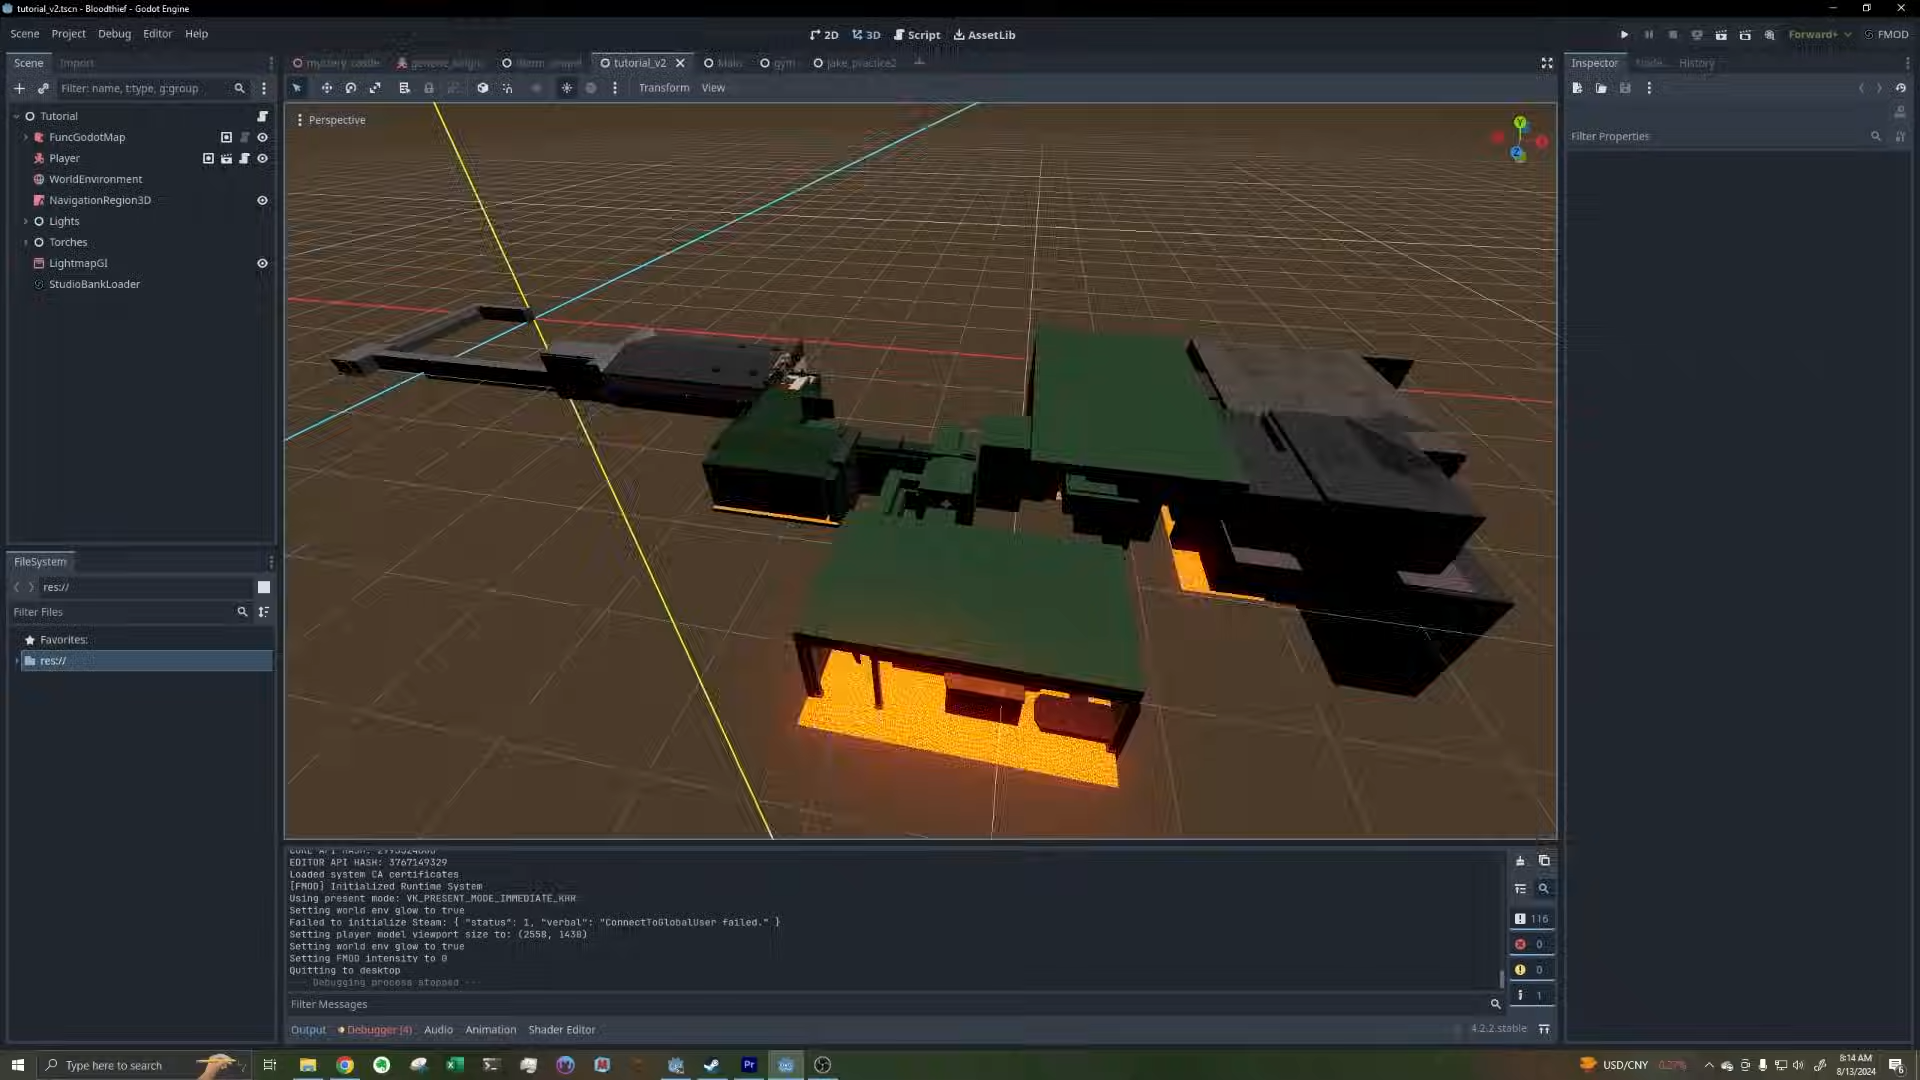 tutorial_v2.tscn - Bloodthief - Godot Engine
Scene Project Debug Editor Help
2D 3D Script AssetLib
Forward+ FMOD
Scene Import
tutorial_v2 gym jake_practice2
Inspector Node History
Filter: name, t:type, g:group
Transform View
Perspective
Filter Properties
Tutorial
FuncGodotMap
Player
WorldEnvironment
NavigationRegion3D
Lights
Torches
LightmapGI
StudioBankLoader
FileSystem
res://
Filter Files
Favorites:
res://
EDITOR API HASH: 3767149329
Loaded system CA certificates
[FMOD] Initialized Runtime System
Using present mode: VK_PRESENT_MODE_IMMEDIATE_KHR
Setting world env glow to true
Failed to initialize Steam: { "status": 1, "verbal": "ConnectToGlobalUser failed." }
Setting player model viewport size to: (2558, 1438)
Setting world env glow to true
Setting FMOD intensity to 0
Quitting to desktop
--- Debugging process stopped ---
116
0
0
1
Filter Messages
Output Debugger (4) Audio Animation Shader Editor
4.2.2.stable
Type here to search
USD/CNY
8:14 AM
8/13/2024